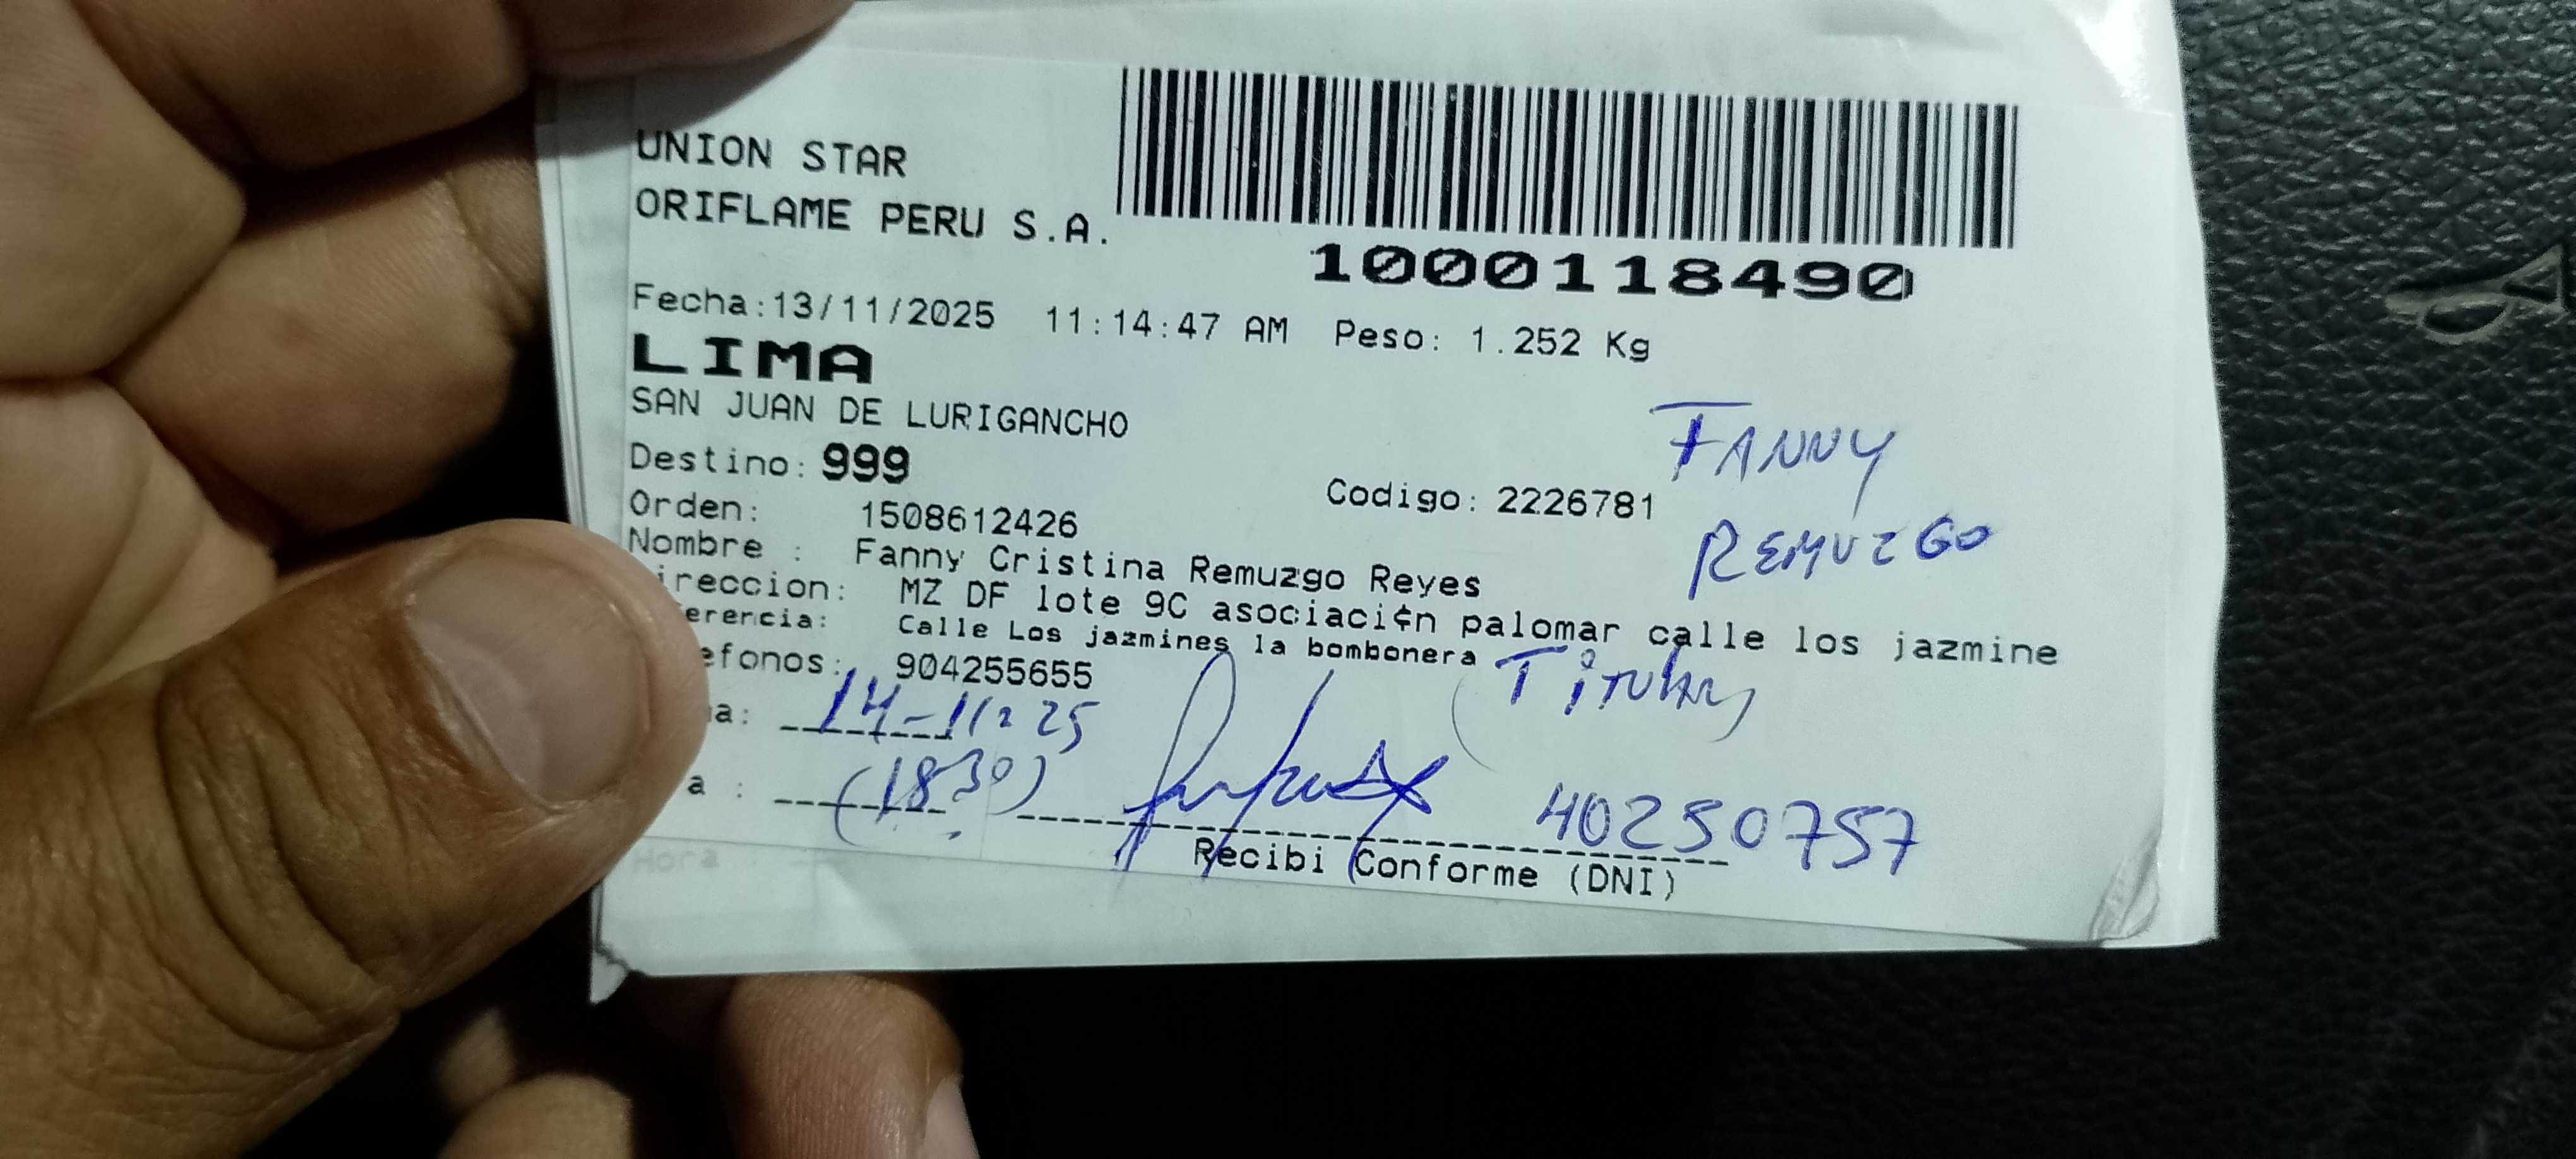 UNION STAR
ORIFLAME PERU S.A.
1000118490
Fecha:13/11/2025 11:14:47 AM Peso: 1.252 Kg
LIMA
SAN JUAN DE LURIGANCHO
Destino: 999
FANNY
Codigo: 2226781
Orden: 1508612426
REMUZGO
Nombre : Fanny Cristina Remuzgo Reyes
ireccion: MZ DF lote 9C asociaci¢n palomar calle los jazmine
erencia: Calle Los jazmines la bombonera
efonos: 904255655
(Titular)
a: 14-11-25
a : (18:30)
40250757
Recibi Conforme (DNI)
Hora